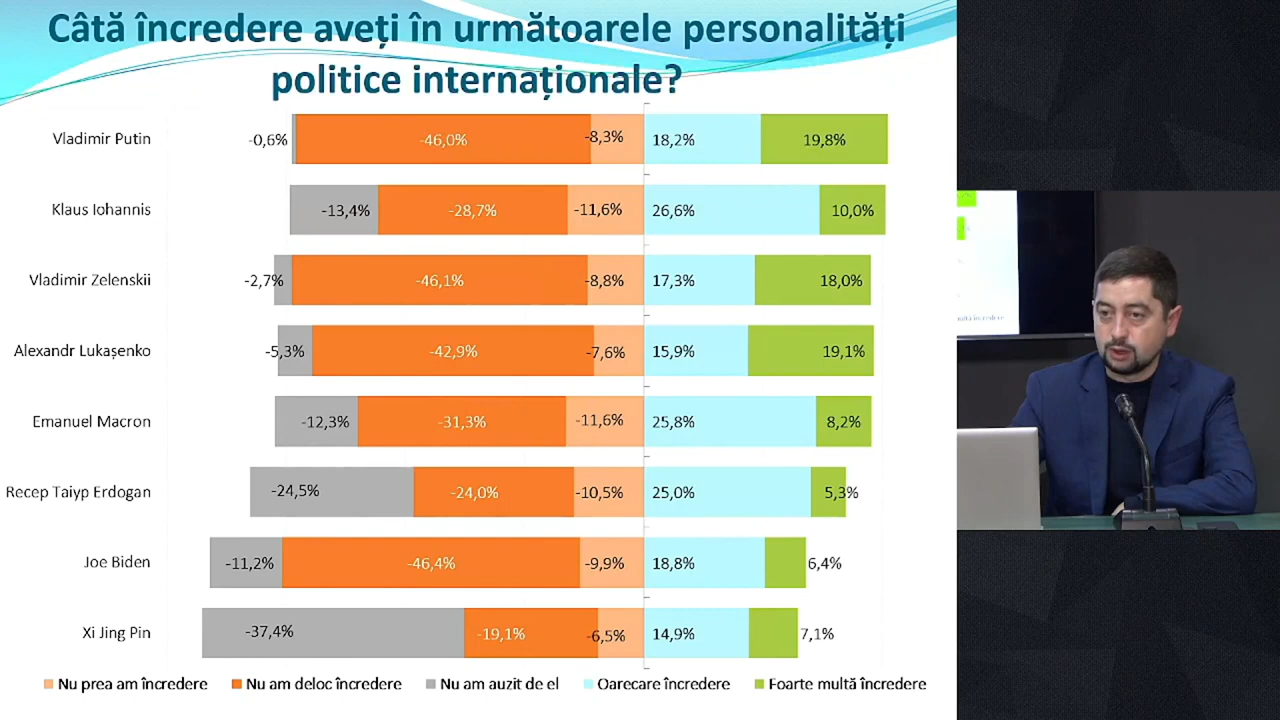 Câtă încredere aveți în următoarele personalități
politice internaționale?
Vladimir Putin -0,6% -46,0% -8,3% 18,2% 19,8%
Klaus Iohannis -13,4% -28,7% -11,6% 26,6% 10,0%
Vladimir Zelenskii -2,7% -46,1% -8,8% 17,3% 18,0%
Alexandr Lukașenko -5,3% -42,9% -7,6% 15,9% 19,1%
Emanuel Macron -12,3% -31,3% -11,6% 25,8% 8,2%
Recep Taiyp Erdogan -24,5% -24,0% -10,5% 25,0% 5,3%
Joe Biden -11,2% -46,4% -9,9% 18,8% 6,4%
Xi Jing Pin -37,4% -19,1% -6,5% 14,9% 7,1%
Nu prea am încredere Nu am deloc încredere Nu am auzit de el Oarecare încredere Foarte multă încredere